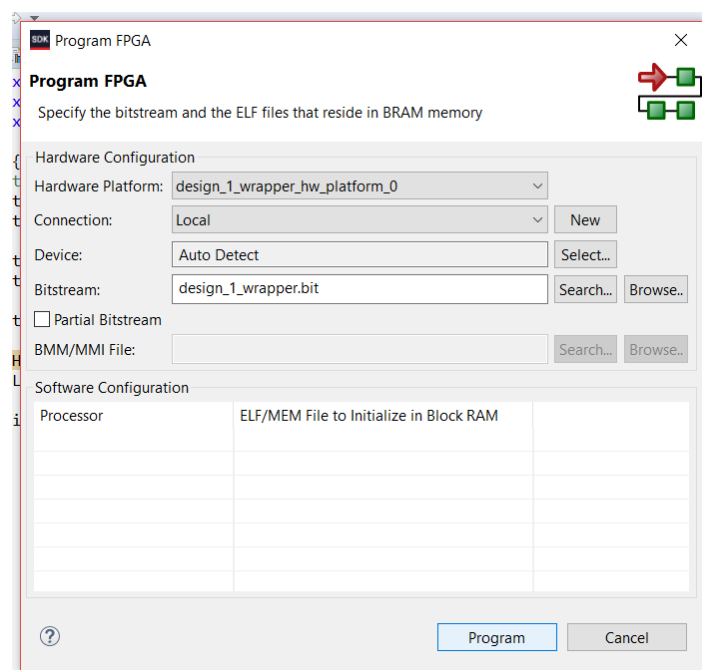 SDK Program FPGA
Program FPGA
Specify the bitstream and the ELF files that reside in BRAM memory
Hardware Configuration
Hardware Platform: design_1_wrapper_hw_platform_0
Connection: Local New
Device: Auto Detect Select...
Bitstream: design_1_wrapper.bit Search... Browse..
Partial Bitstream
BMM/MMI File: Search... Browse..
Software Configuration
Processor ELF/MEM File to Initialize in Block RAM
? Program Cancel